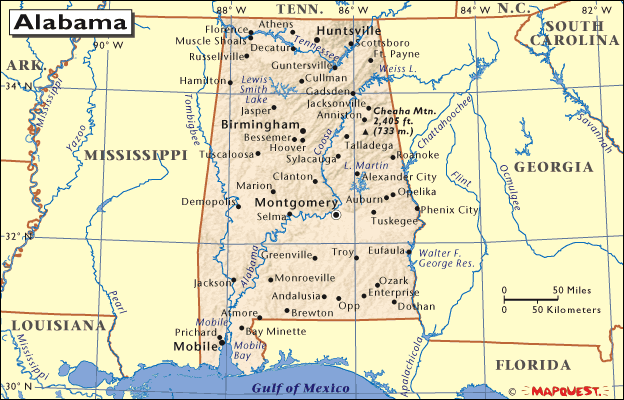 Alabama
TENN.
N.C.
SOUTH
CAROLINA
ARK.
MISSISSIPPI
GEORGIA
LOUISIANA
FLORIDA
90°W
88°W
86°W
84°W
82°W
34°N
32°N
30°N
Florence
Athens
Huntsville
Muscle Shoals
Scottsboro
Decatur
Tennessee
Russellville
Ft. Payne
Guntersville
Weiss L.
Hamilton
Lewis
Smith
Lake
Cullman
Gadsden
Jacksonville
Jasper
Anniston
Cheaha Mtn.
2,405 ft.
(733 m.)
Birmingham
Bessemer
Hoover
Talladega
Tuscaloosa
Sylacauga
Roanoke
Coosa
L. Martin
Clanton
Alexander City
Marion
Opelika
Montgomery
Auburn
Demopolis
Selma
Phenix City
Tuskegee
Greenville
Troy
Eufaula
Walter F.
George Res.
Alabama
Jackson
Monroeville
Ozark
Andalusia
Opp
Enterprise
Dothan
Atmore
Brewton
Mobile
Prichard
Bay Minette
Mobile
Mobile
Bay
Mississippi
Yazoo
Tombigbee
Pearl
Mississippi
Chattahoochee
Flint
Ocmulgee
Savannah
Apalachicola
Gulf of Mexico
50 Miles
50 Kilometers
© MAPQUEST.